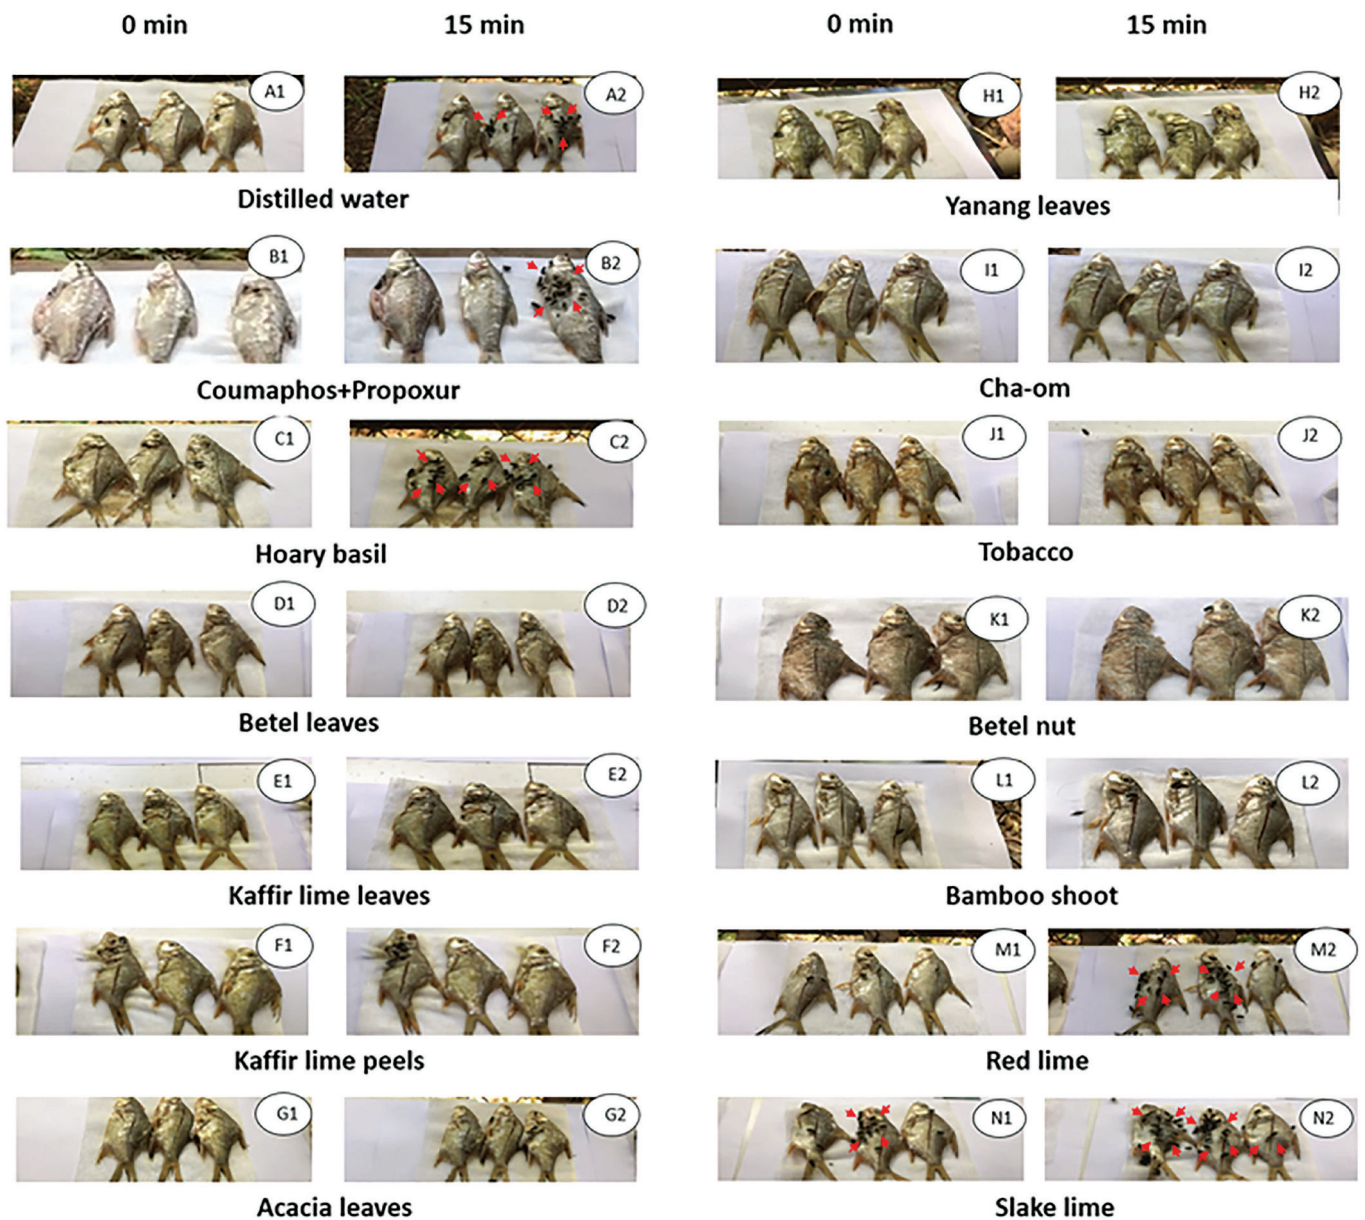 0 min 15 min 0 min 15 min
A1 A2 H1 H2
Distilled water Yanang leaves
B1 B2 I1 I2
Coumaphos+Propoxur Cha-om
C1 C2 J1 J2
Hoary basil Tobacco
D1 D2 K1 K2
Betel leaves Betel nut
E1 E2 L1 L2
Kaffir lime leaves Bamboo shoot
F1 F2 M1 M2
Kaffir lime peels Red lime
G1 G2 N1 N2
Acacia leaves Slake lime